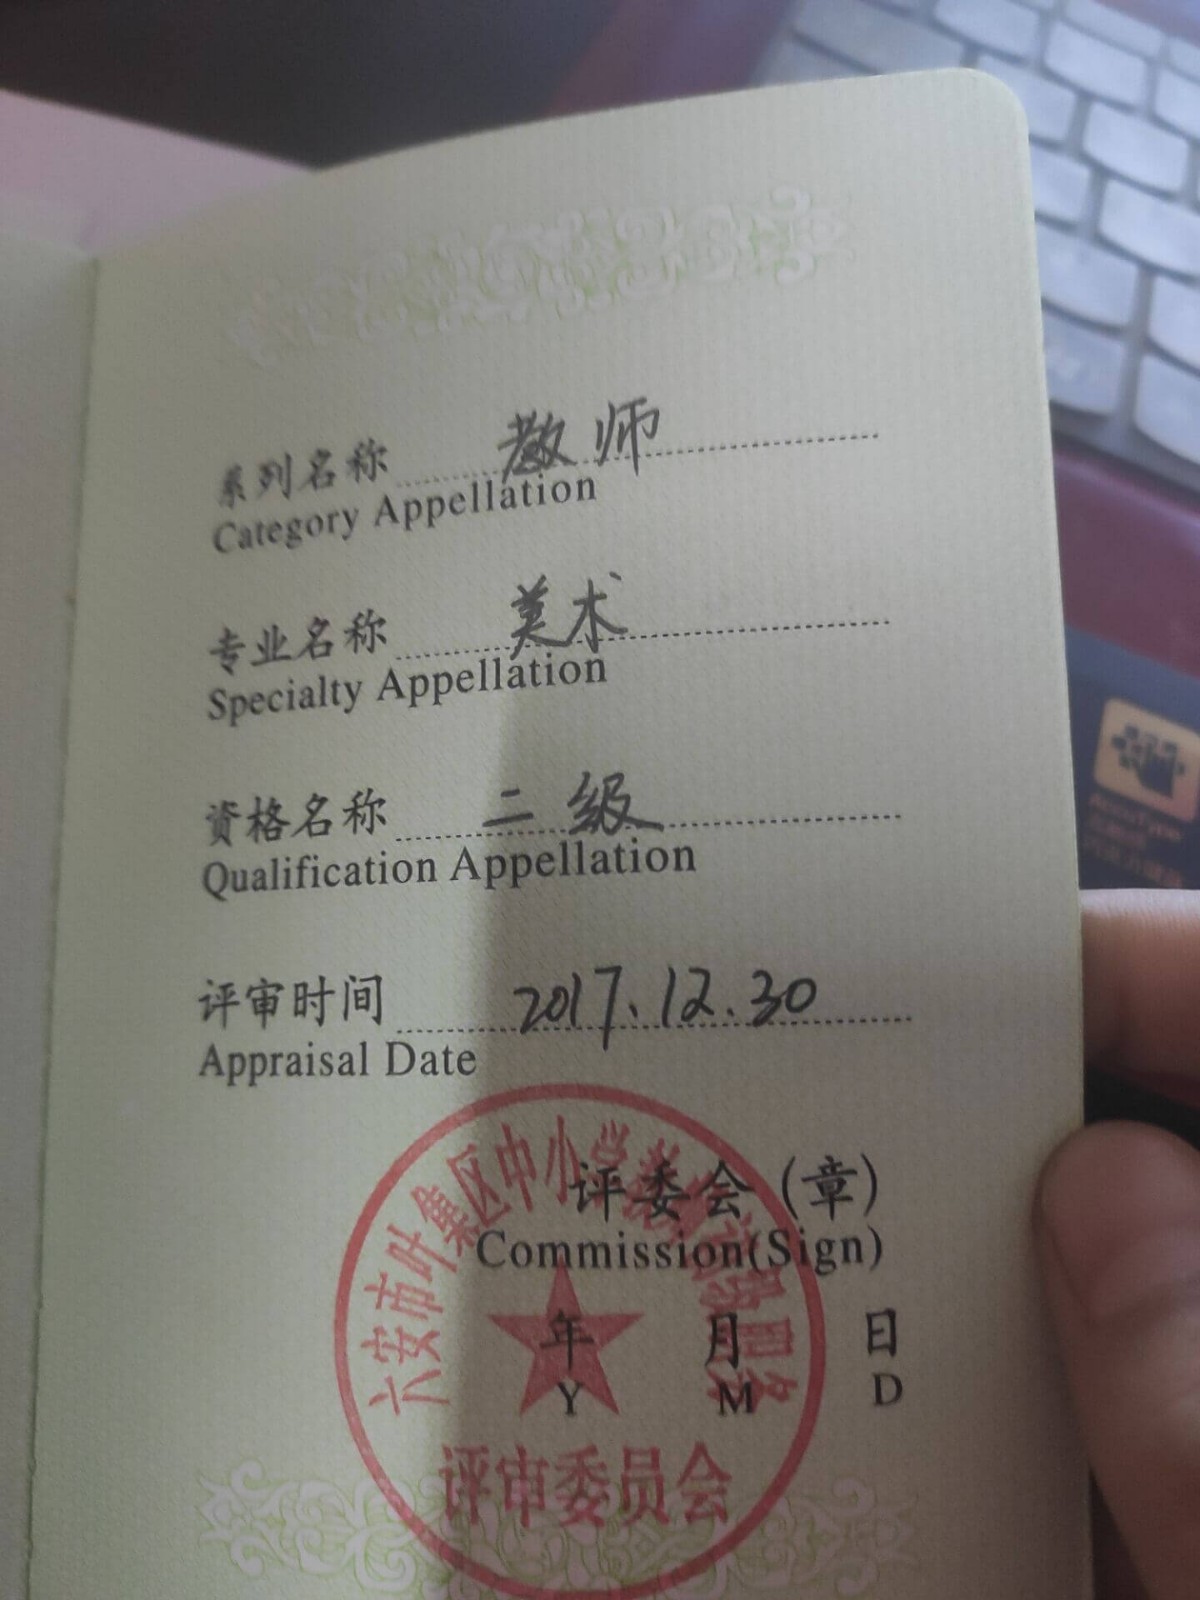 系列名称 教师
Category Appellation
专业名称 美术
Specialty Appellation
资格名称 二级
Qualification Appellation
评审时间 2017.12.30
Appraisal Date
评委会（章）
Commission(Sign)
年 月 日
Y M D
六安市叶集区中小学教师
评审委员会